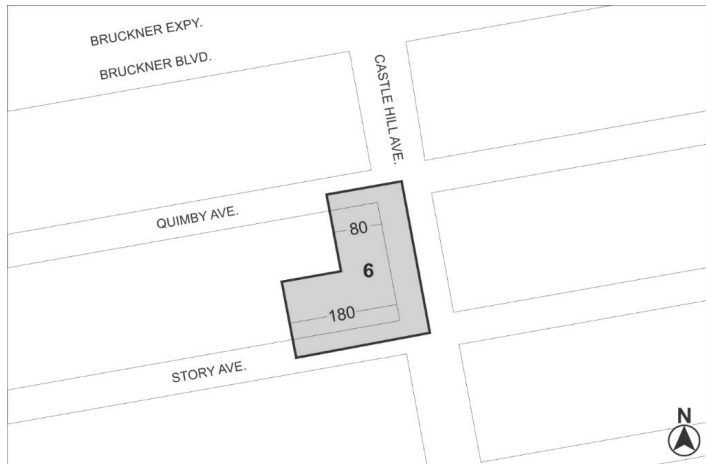 BRUCKNER EXPY.
BRUCKNER BLVD.
CASTLE HILL AVE.
QUIMBY AVE.
80
6
180
STORY AVE.
N